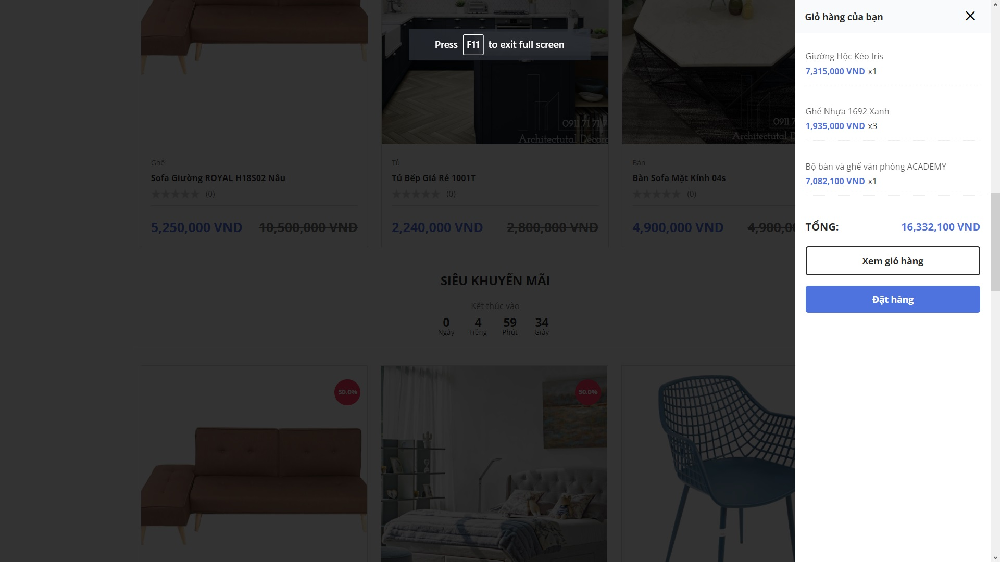 Giỏ hàng của bạn
Press F11 to exit full screen
Giường Hộc Kéo Iris
7,315,000 VND x1
Ghế Nhựa 1692 Xanh
1,935,000 VND x3
Bộ bàn và ghế văn phòng ACADEMY
7,082,100 VND x1
TỔNG: 16,332,100 VND
Xem giỏ hàng
Đặt hàng
0911 71 71 7
Architectutal Decora
0911 7
Architectutal D
Ghế
Sofa Giường ROYAL H18S02 Nâu
(0)
5,250,000 VND 10,500,000 VND
Tủ
Tủ Bếp Giá Rẻ 1001T
(0)
2,240,000 VND 2,800,000 VND
Bàn
Bàn Sofa Mặt Kính 04s
(0)
4,900,000 VND 4,900,0
SIÊU KHUYẾN MÃI
Kết thúc vào
0 4 59 34
Ngày Tiếng Phút Giây
50.0%
50.0%